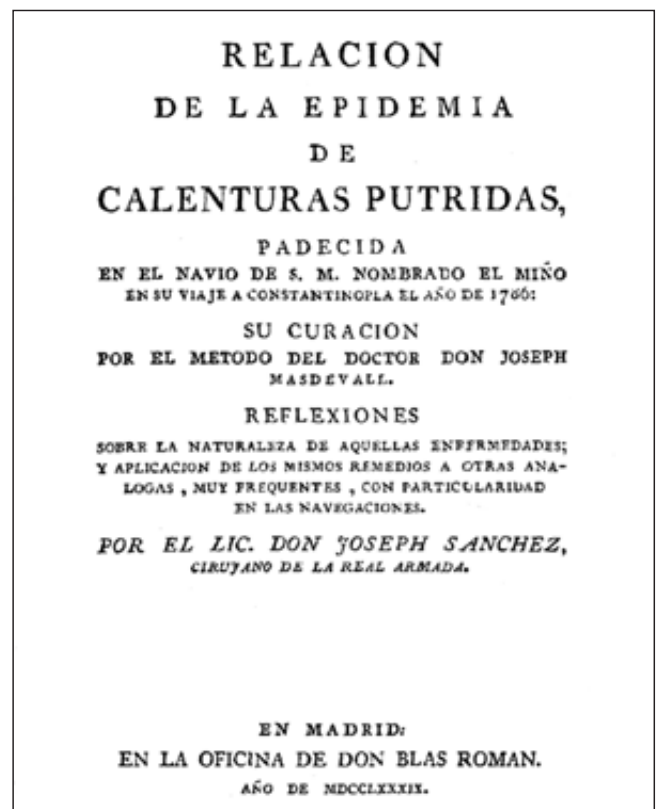 RELACION
DE LA EPIDEMIA
DE
CALENTURAS PUTRIDAS,
PADECIDA
EN EL NAVIO DE S. M. NOMBRADO EL MIÑO
EN SU VIAJE A CONSTANTINOPLA EL AÑO DE 1786:
SU CURACION
POR EL METODO DEL DOCTOR DON JOSEPH
MASDEVALL.
REFLEXIONES
SOBRE LA NATURALEZA DE AQUELLAS ENFERMEDADES;
Y APLICACION DE LOS MISMOS REMEDIOS A OTRAS ANA-
LOGAS, MUY FREQUENTES, CON PARTICULARIDAD
EN LAS NAVEGACIONES.
POR EL LIC. DON JOSEPH SANCHEZ,
CIRUJANO DE LA REAL ARMADA.
EN MADRID:
EN LA OFICINA DE DON BLAS ROMAN.
AÑO DE MDCCLXXXIX.